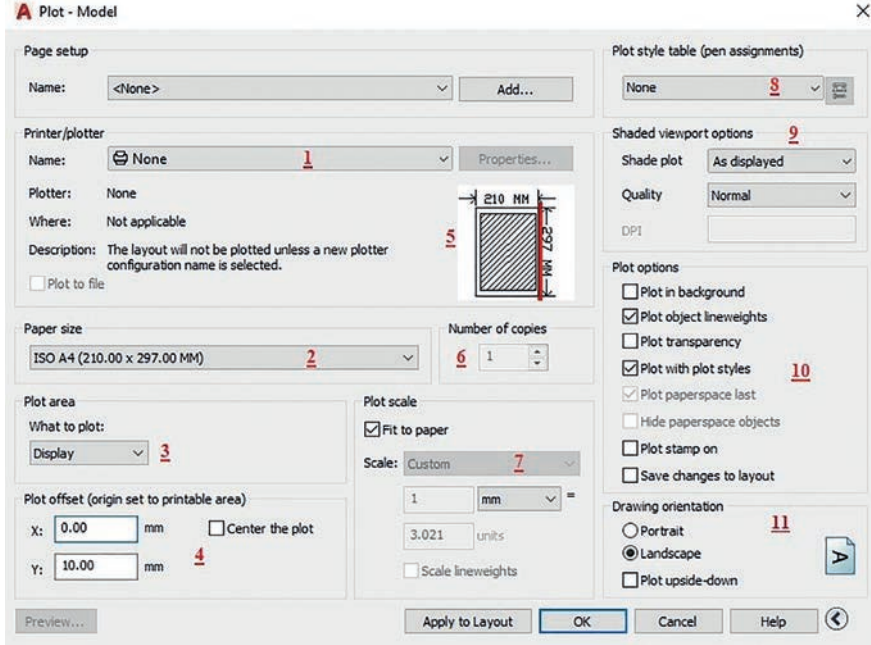 A Plot - Model
Page setup
Name: <None> Add...
Printer/plotter
Name: None 1 Properties...
Plotter: None
Where: Not applicable
Description: The layout will not be plotted unless a new plotter
configuration name is selected.
Plot to file
210 MM
297 MM
5
Paper size
ISO A4 (210.00 x 297.00 MM) 2
Number of copies
6 1
Plot area
What to plot:
Display 3
Plot offset (origin set to printable area)
X: 0.00 mm Center the plot
4
Y: 10.00 mm
Plot scale
Fit to paper
Scale: Custom 7
1 mm =
3.021 units
Scale lineweights
Plot style table (pen assignments)
None 8
Shaded viewport options 9
Shade plot As displayed
Quality Normal
DPI
Plot options
Plot in background
Plot object lineweights
Plot transparency
Plot with plot styles
10
Plot paperspace last
Hide paperspace objects
Plot stamp on
Save changes to layout
Drawing orientation 11
Portrait
Landscape
A
Plot upside-down
Preview... Apply to Layout OK Cancel Help